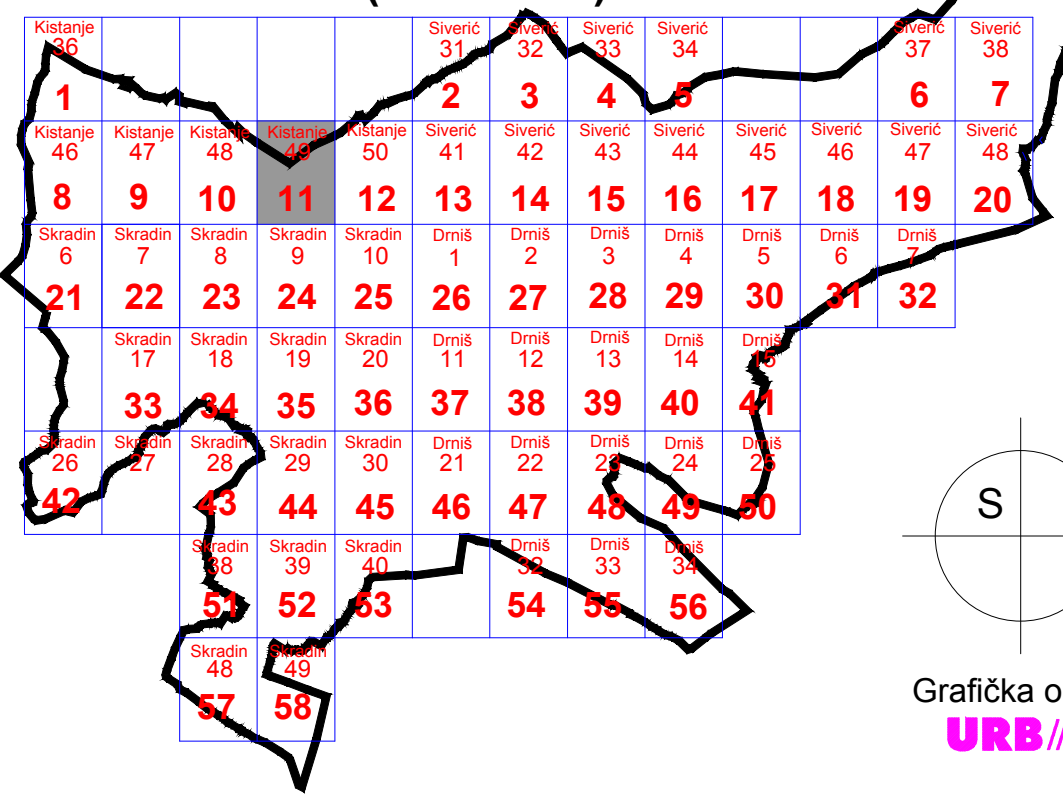 Kistanje Siverić Siverić Siverić Siverić Siverić Siverić
36 31 32 33 34 37 38
1 2 3 4 5 6 7
Kistanje Kistanje Kistanje Kistanje Kistanje Siverić Siverić Siverić Siverić Siverić Siverić Siverić Siverić
46 47 48 49 50 41 42 43 44 45 46 47 48
8 9 10 11 12 13 14 15 16 17 18 19 20
Skradin Skradin Skradin Skradin Skradin Drniš Drniš Drniš Drniš Drniš Drniš Drniš
6 7 8 9 10 1 2 3 4 5 6 7
21 22 23 24 25 26 27 28 29 30 31 32
Skradin Skradin Skradin Skradin Drniš Drniš Drniš Drniš Drniš
17 18 19 20 11 12 13 14 15
33 34 35 36 37 38 39 40 41
Skradin Skradin Skradin Skradin Skradin Drniš Drniš Drniš Drniš Drniš
26 27 28 29 30 21 22 23 24 25
42 43 44 45 46 47 48 49 50
S
Skradin Skradin Skradin Drniš Drniš Drniš
38 39 40 32 33 34
51 52 53 54 55 56
Skradin Skradin
48 49
57 58
Grafička o
URB//